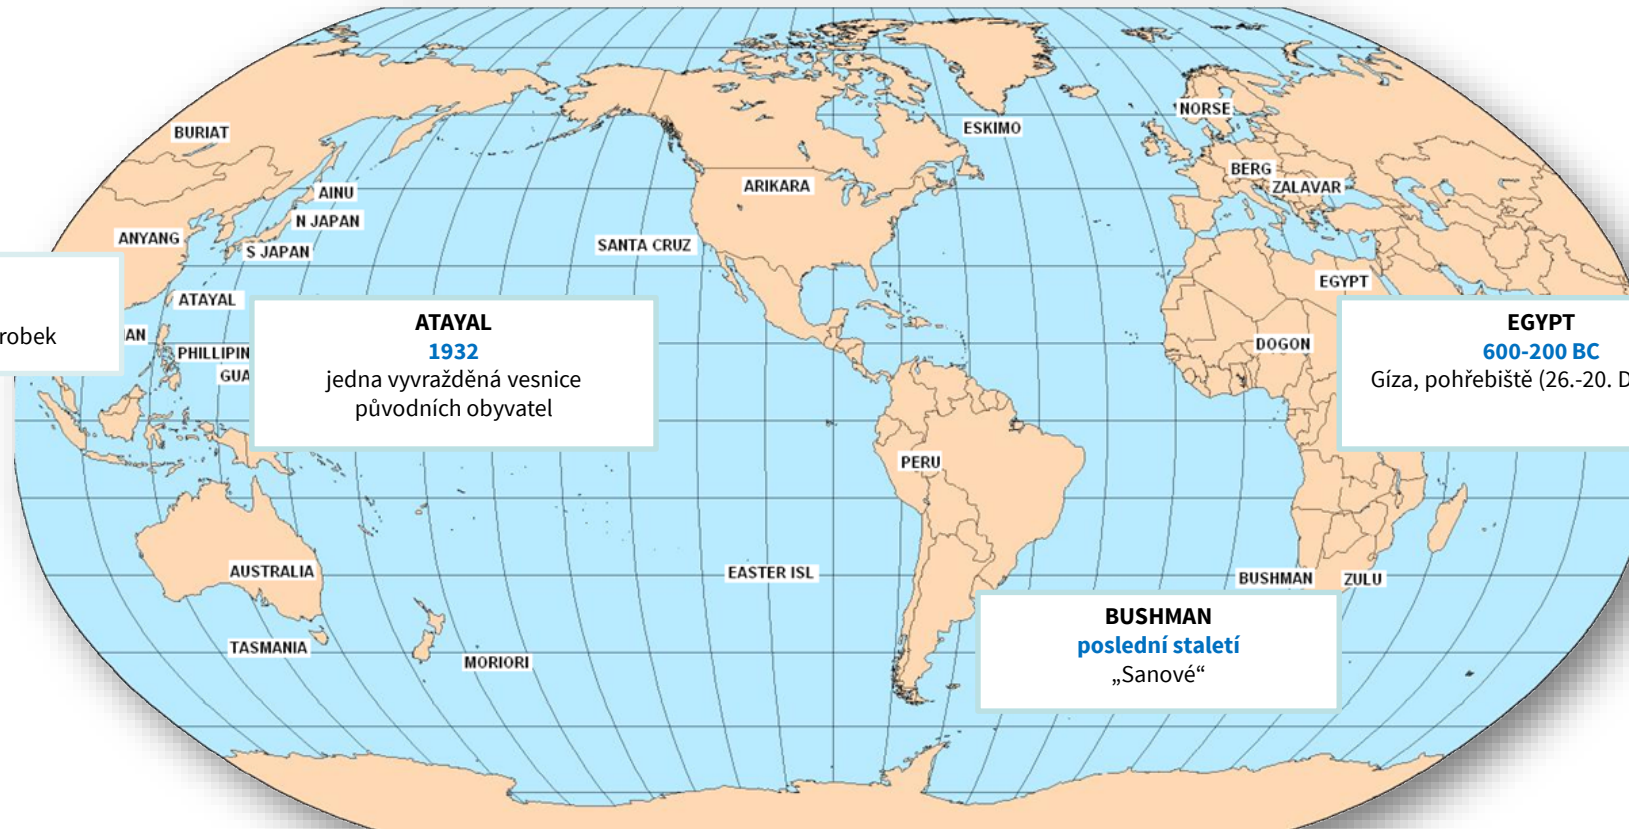 NORSE
ESKIMO
BURIAT
BERG
ARIKARA
ZALAVAR
AINU
N JAPAN
ANYANG
SANTA CRUZ
S JAPAN
EGYPT
ATAYAL
robek
IAN
PHILLIPIN
GUA
ATAYAL
1932
jedna vyvražděná vesnice
původních obyvatel
DOGON
EGYPT
600-200 BC
Gíza, pohřebiště (26.-20. D
PERU
AUSTRALIA
EASTER ISL
BUSHMAN
ZULU
BUSHMAN
poslední staletí
„Sanové“
TASMANIA
MORIORI